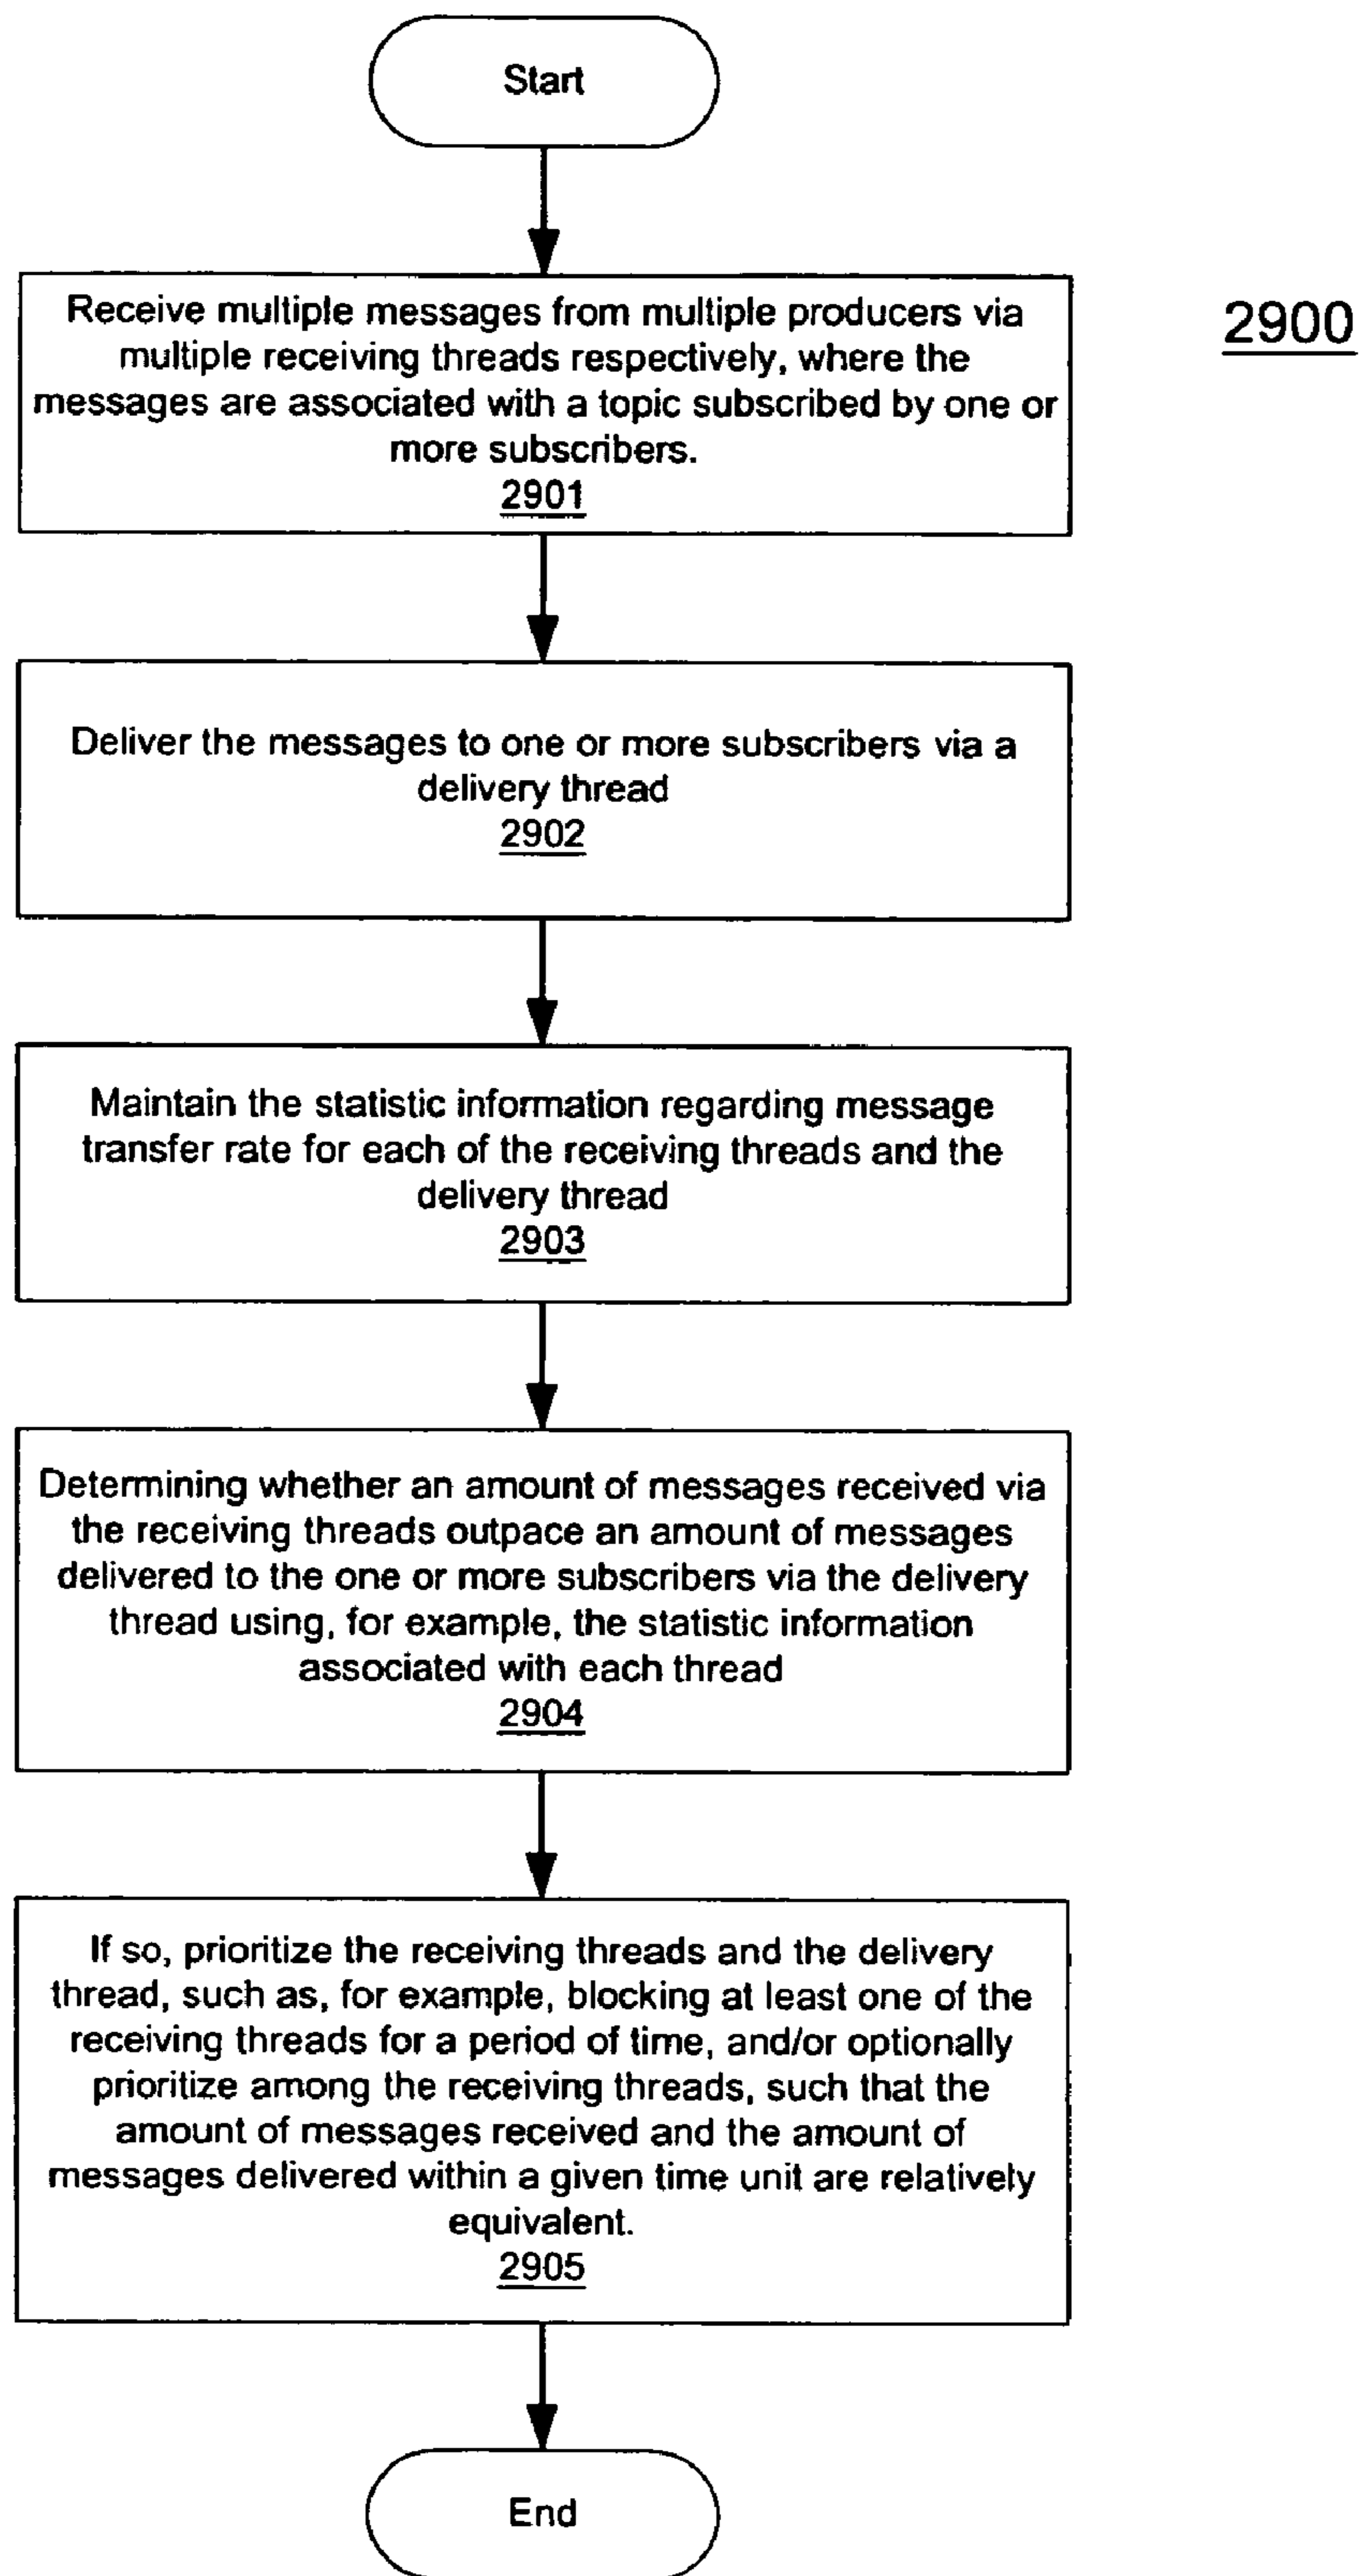 Start
Receive multiple messages from multiple producers via
multiple receiving threads respectively, where the
messages are associated with a topic subscribed by one or
more subscribers.
2901
2900
Deliver the messages to one or more subscribers via a
delivery thread
2902
Maintain the statistic information regarding message
transfer rate for each of the receiving threads and the
delivery thread
2903
Determining whether an amount of messages received via
the receiving threads outpace an amount of messages
delivered to the one or more subscribers via the delivery
thread using, for example, the statistic information
associated with each thread
2904
If so, prioritize the receiving threads and the delivery
thread, such as, for example, blocking at least one of the
receiving threads for a period of time, and/or optionally
prioritize among the receiving threads, such that the
amount of messages received and the amount of
messages delivered within a given time unit are relatively
equivalent.
2905
End